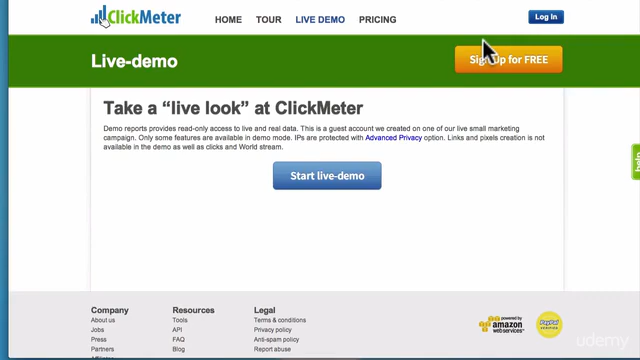 ClickMeter
HOME TOUR LIVE DEMO PRICING
Log In
Live-demo
Sign Up for FREE
Take a “live look” at ClickMeter
Demo reports provides read-only access to live and real data. This is a guest account we created on one of our live small marketing
campaign. Only some features are available in demo mode. IPs are protected with Advanced Privacy option. Links and pixels creation is not
available in the demo as well as clicks and World stream.
Start live-demo
help
Company Resources Legal
About us Tools Terms & conditions
Jobs API Privacy policy
Press FAQ Anti-spam policy
Partners Blog Report abuse
powered by
amazon
webservices
PayPal
VERIFIED
udemy